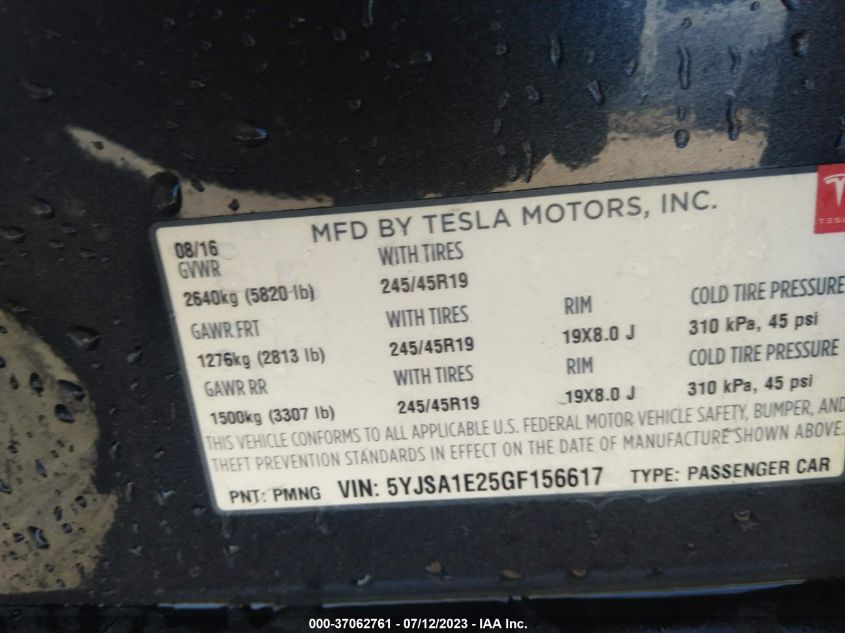 MFD BY TESLA MOTORS, INC.
TESLA
08/16
GVWR WITH TIRES
2640kg (5820 lb) 245/45R19
GAWR FRT WITH TIRES RIM COLD TIRE PRESSURE
1276kg (2813 lb) 245/45R19 19X8.0 J 310 kPa, 45 psi
GAWR RR WITH TIRES RIM COLD TIRE PRESSURE
1500kg (3307 lb) 245/45R19 19X8.0 J 310 kPa, 45 psi
THIS VEHICLE CONFORMS TO ALL APPLICABLE U.S. FEDERAL MOTOR VEHICLE SAFETY, BUMPER, AND
THEFT PREVENTION STANDARDS IN EFFECT ON THE DATE OF MANUFACTURE SHOWN ABOVE.
PNT: PMNG VIN: 5YJSA1E25GF156617 TYPE: PASSENGER CAR
000-37062761 - 07/12/2023 - IAA Inc.